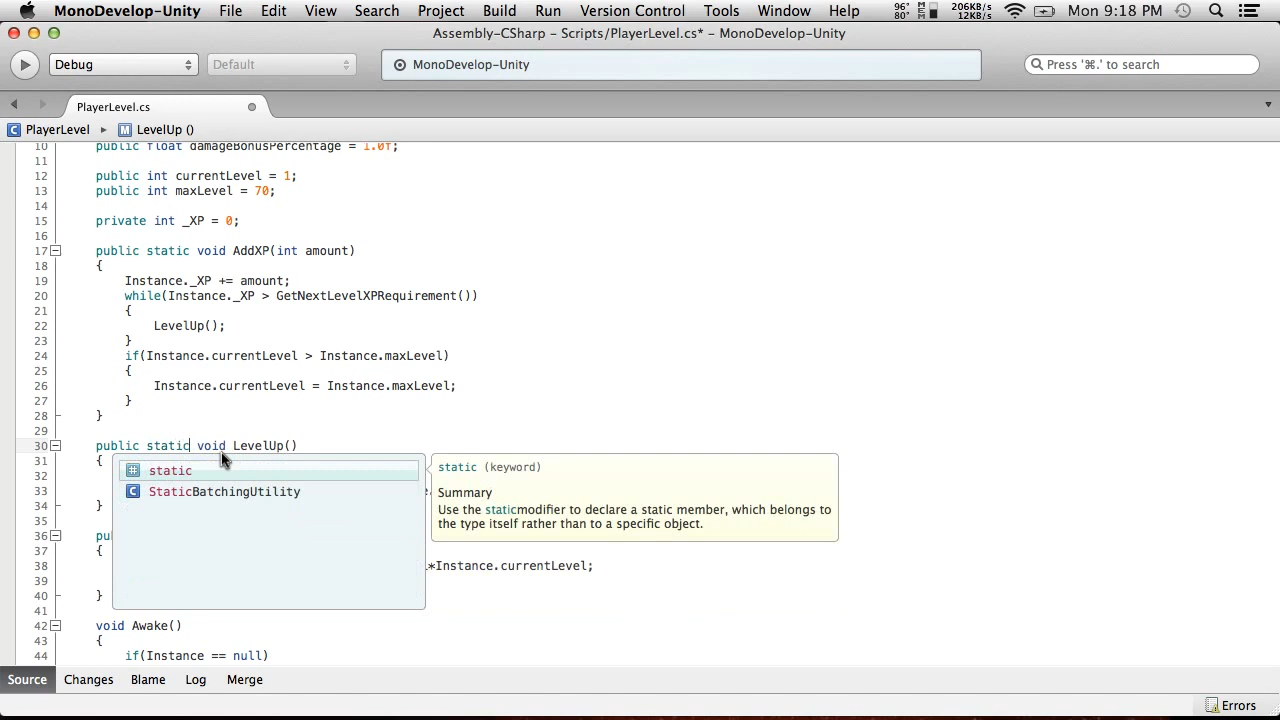 MonoDevelop-Unity File Edit View Search Project Build Run Version Control Tools Window Help 96° 80° 206KB/s 12KB/s Mon 9:18 PM
Assembly-CSharp – Scripts/PlayerLevel.cs* – MonoDevelop-Unity
Debug Default MonoDevelop-Unity Press '⌘.' to search
PlayerLevel.cs
PlayerLevel ▸ LevelUp ()
10 public float damageBonusPercentage = 1.0f;
11
12 public int currentLevel = 1;
13 public int maxLevel = 70;
14
15 private int _XP = 0;
16
17 public static void AddXP(int amount)
18 {
19 Instance._XP += amount;
20 while(Instance._XP > GetNextLevelXPRequirement())
21 {
22 LevelUp();
23 }
24 if(Instance.currentLevel > Instance.maxLevel)
25 {
26 Instance.currentLevel = Instance.maxLevel;
27 }
28 }
29
30 public static void LevelUp()
31 {
32
33
34 }
35
36 pu
37 {
38 *Instance.currentLevel;
39
40 }
41
42 void Awake()
43 {
44 if(Instance == null)
static
StaticBatchingUtility
static (keyword)
Summary
Use the staticmodifier to declare a static member, which belongs to
the type itself rather than to a specific object.
Source Changes Blame Log Merge
Errors